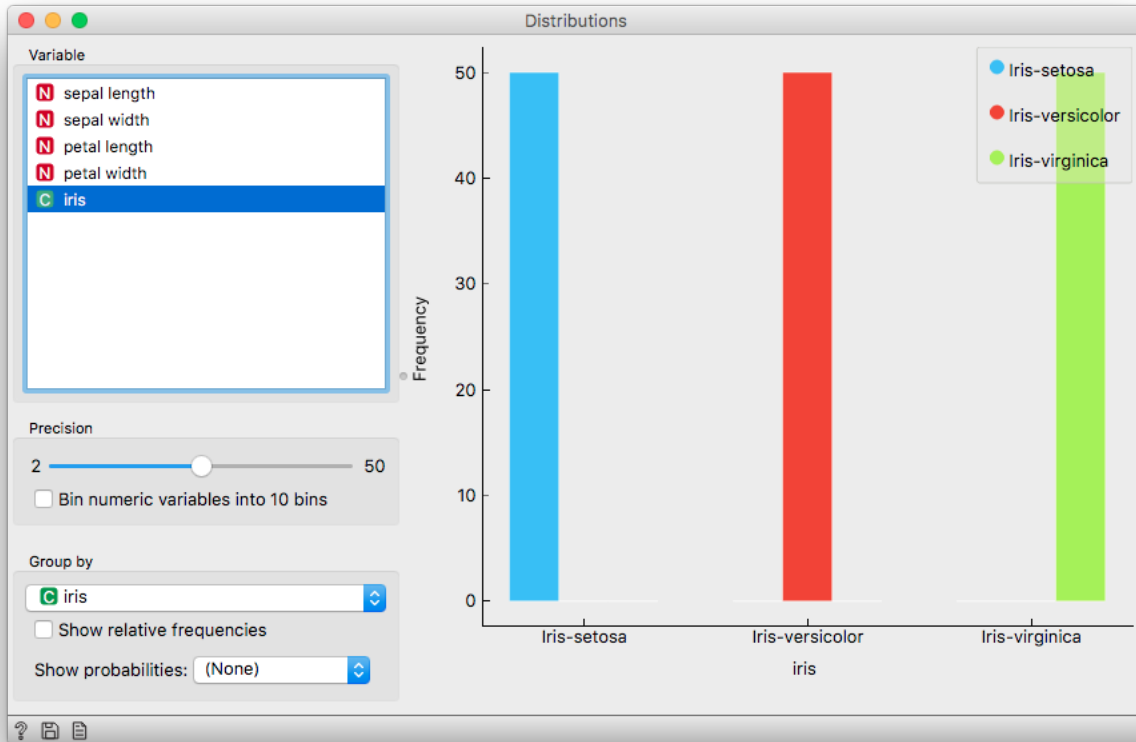 Distributions
Variable
N sepal length
N sepal width
N petal length
N petal width
C iris
Precision
2 50
Bin numeric variables into 10 bins
Group by
C iris
Show relative frequencies
Show probabilities: (None)
?
Frequency
50
40
30
20
10
0
Iris-setosa Iris-versicolor Iris-virginica
iris
Iris-setosa
Iris-versicolor
Iris-virginica